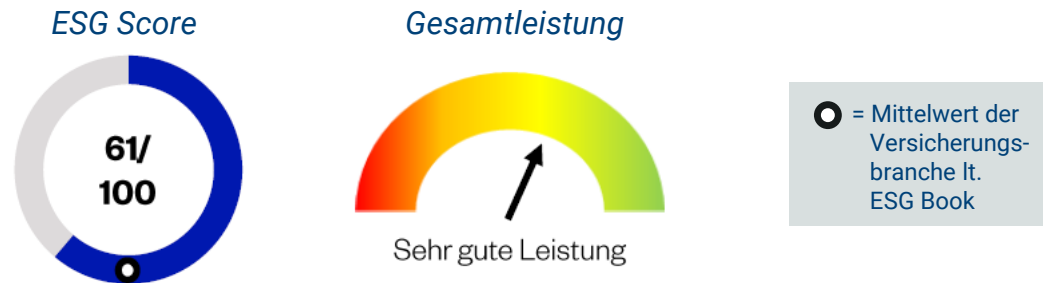 ESG Score
Gesamtleistung
61/
100
Sehr gute Leistung
= Mittelwert der
Versicherungs-
branche lt.
ESG Book